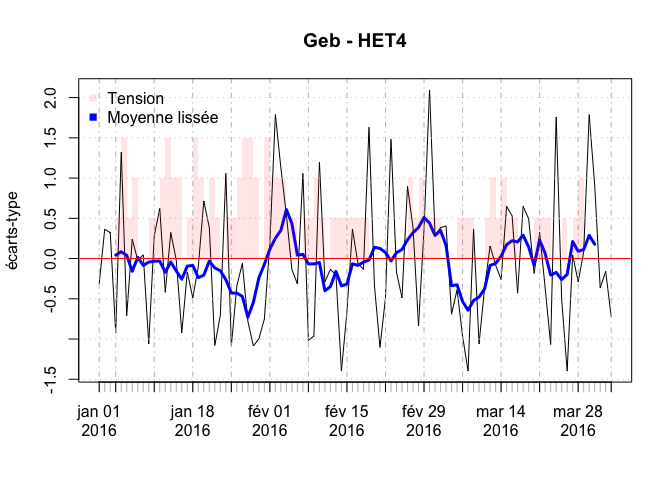 Geb - HET4
Tension
Moyenne lissée
écarts-type
2.0
1.5
1.0
0.5
0.0
-0.5
-1.5
jan 01 2016
jan 18 2016
fév 01 2016
fév 15 2016
fév 29 2016
mar 14 2016
mar 28 2016